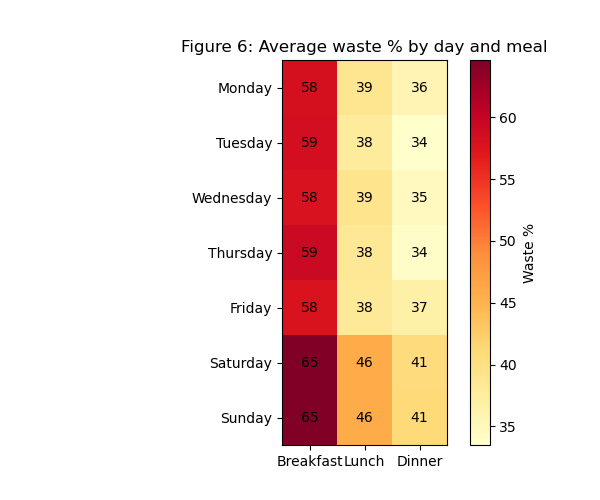 Figure 6: Average waste % by day and meal
Monday 58 39 36
Tuesday 59 38 34
Wednesday 58 39 35
Thursday 59 38 34
Friday 58 38 37
Saturday 65 46 41
Sunday 65 46 41
Breakfast Lunch Dinner
60
55
50
45
40
35
Waste %